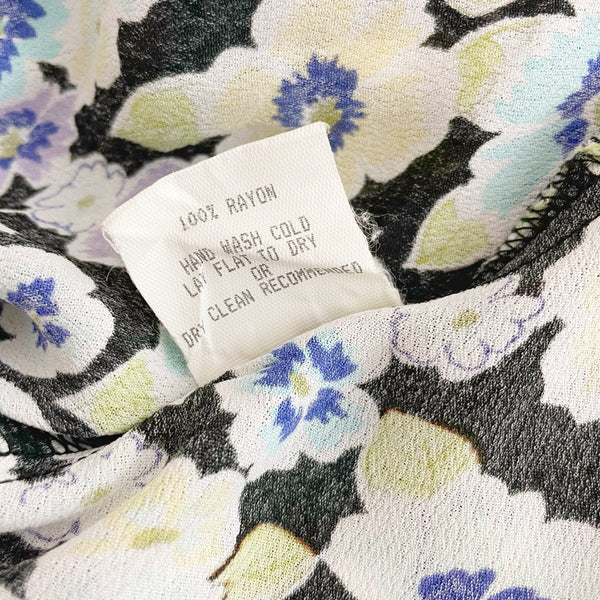 100% RAYON
HAND WASH COLD
LAY FLAT TO DRY
OR
DRY CLEAN RECOMMENDED